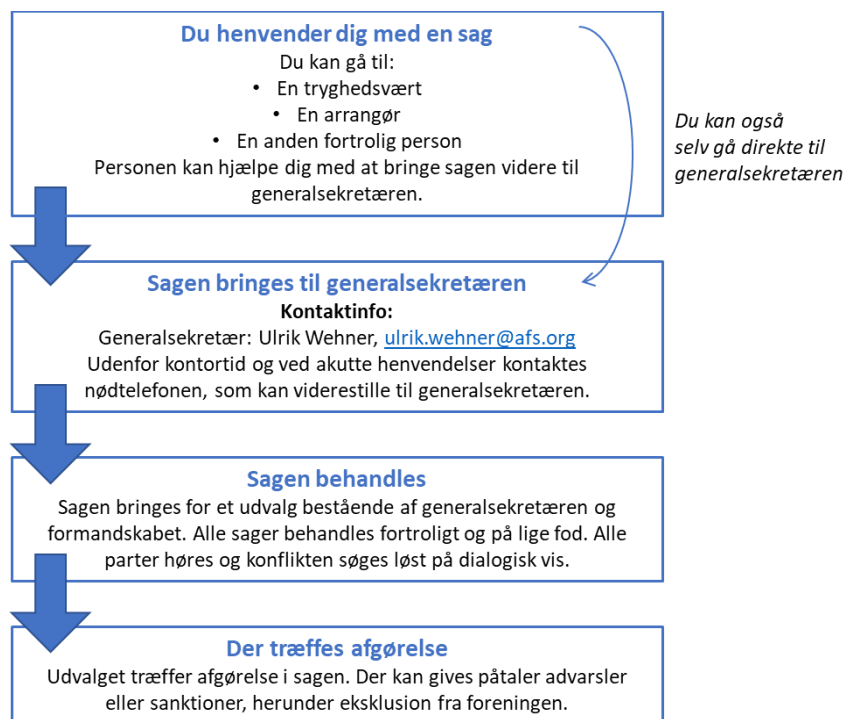 Du henvender dig med en sag
Du kan gå til:
• En tryghedsvært
• En arrangør
• En anden fortrolig person
Personen kan hjælpe dig med at bringe sagen videre til
generalsekretæren.
Du kan også
selv gå direkte til
generalsekretæren
Sagen bringes til generalsekretæren
Kontaktinfo:
Generalsekretær: Ulrik Wehner, ulrik.wehner@afs.org
Udenfor kontortid og ved akutte henvendelser kontaktes
nødtelefonen, som kan viderestille til generalsekretæren.
Sagen behandles
Sagen bringes for et udvalg bestående af generalsekretæren og
formandskabet. Alle sager behandles fortroligt og på lige fod. Alle
parter høres og konflikten søges løst på dialogisk vis.
Der træffes afgørelse
Udvalget træffer afgørelse i sagen. Der kan gives påtaler advarsler
eller sanktioner, herunder eksklusion fra foreningen.